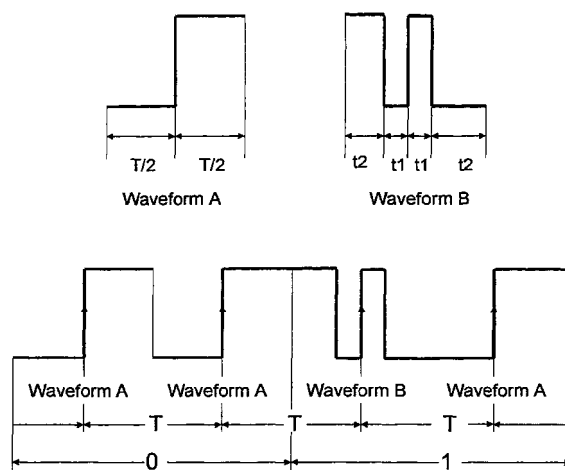 T/2 T/2 t2 t1 t1 t2
Waveform A Waveform B
Waveform A Waveform A Waveform B Waveform A
T T T
0 1